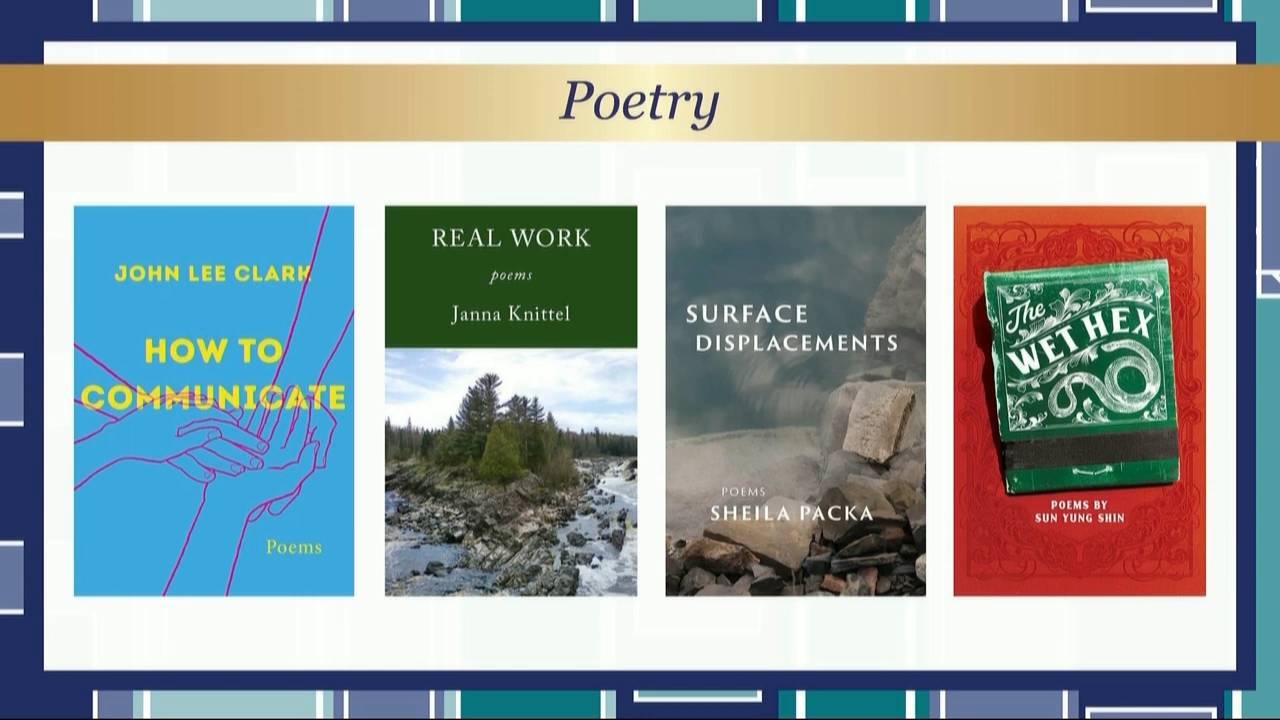 Poetry
JOHN LEE CLARK
HOW TO
COMMUNICATE
Poems
REAL WORK
poems
Janna Knittel
SURFACE
DISPLACEMENTS
POEMS
SHEILA PACKA
The
WET HEX
POEMS BY
SUN YUNG SHIN